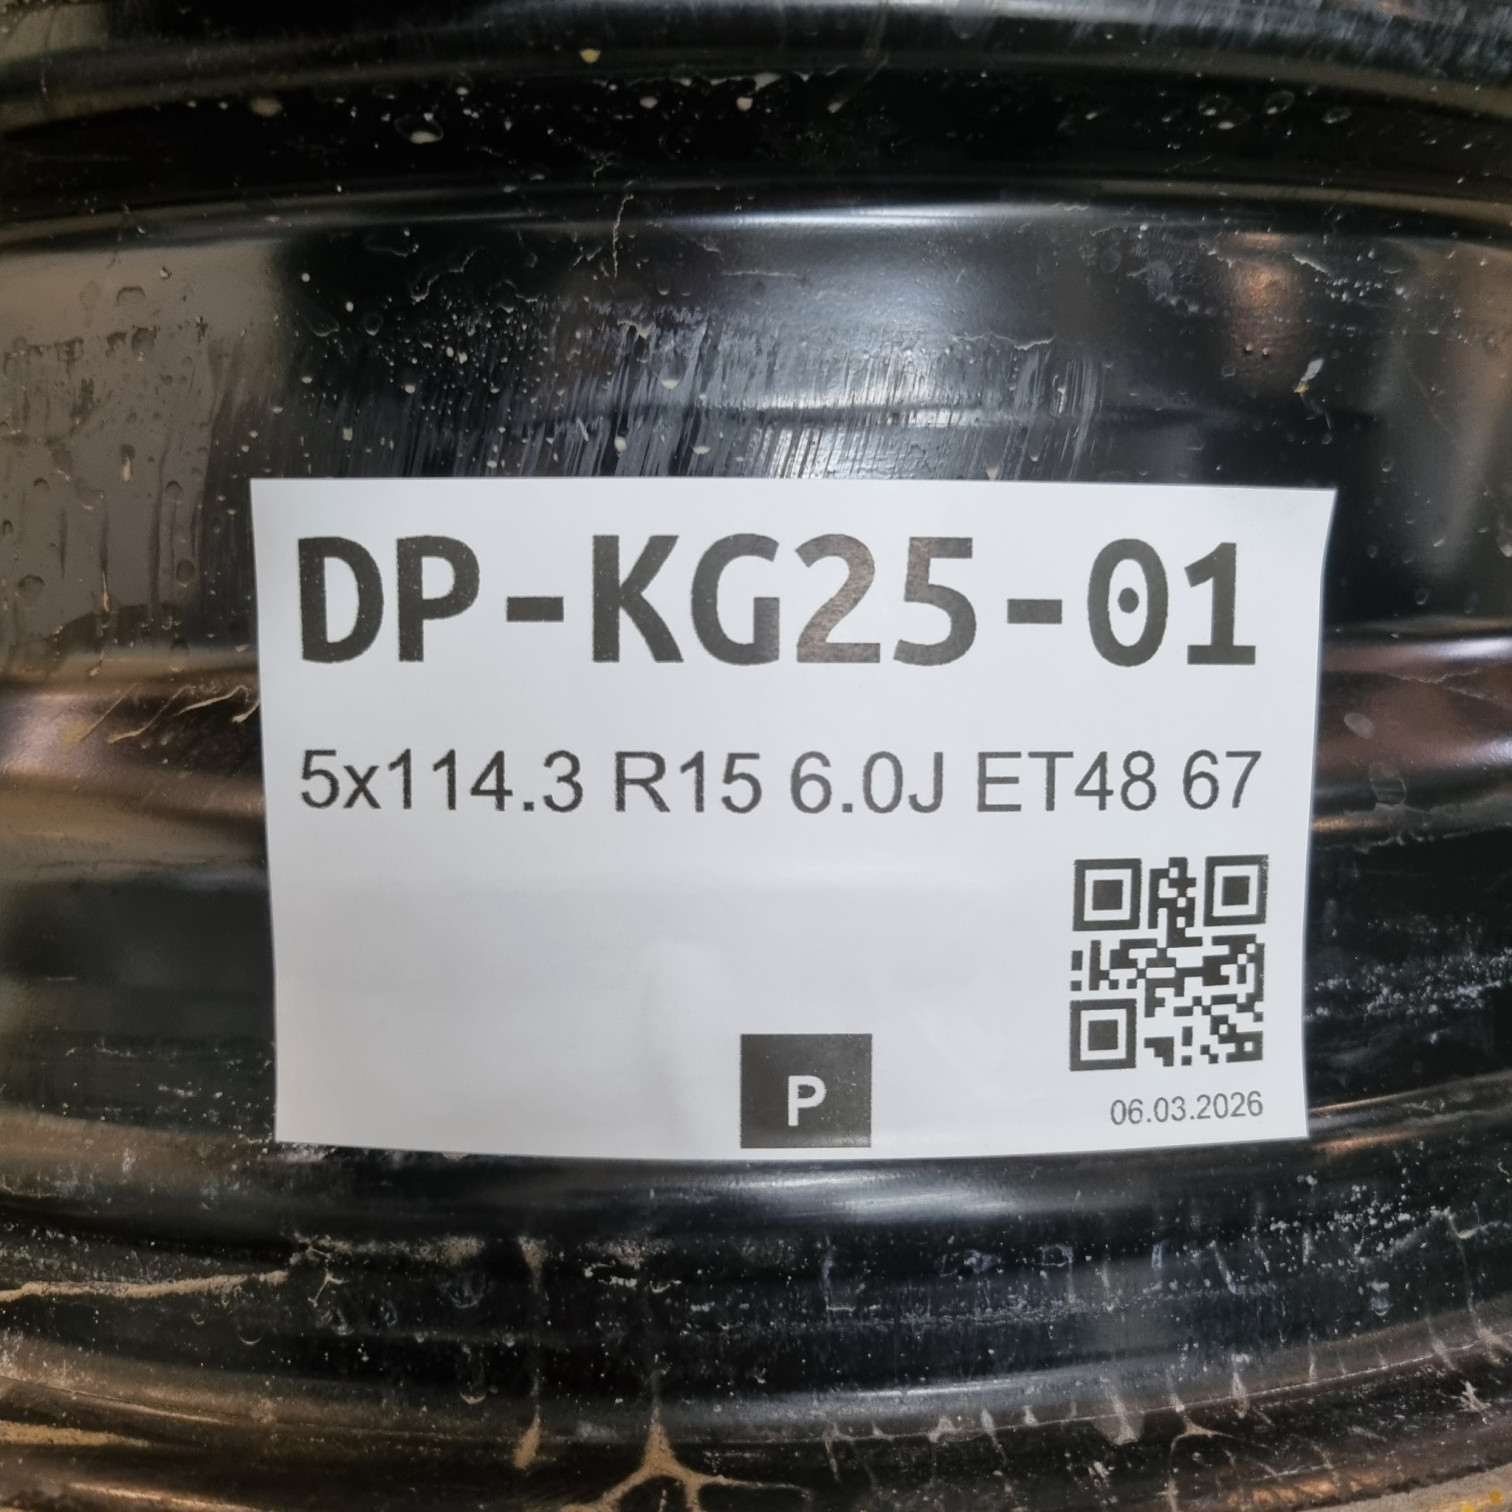 DP-KG25-01
5x114.3 R15 6.0J ET48 67
P
06.03.2026